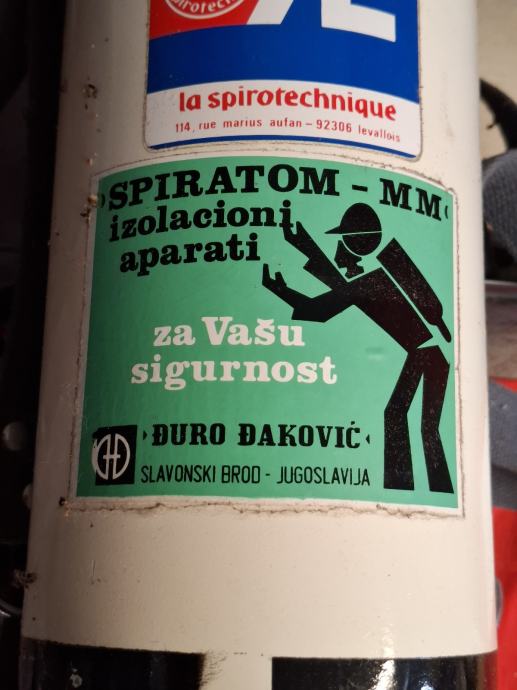 la spirotechnique
114, rue marius aufan – 92306 levallois
SPIRATOM – MM
izolacioni
aparati
za Vašu
sigurnost
ĐURO ĐAKOVIĆ
SLAVONSKI BROD - JUGOSLAVIJA